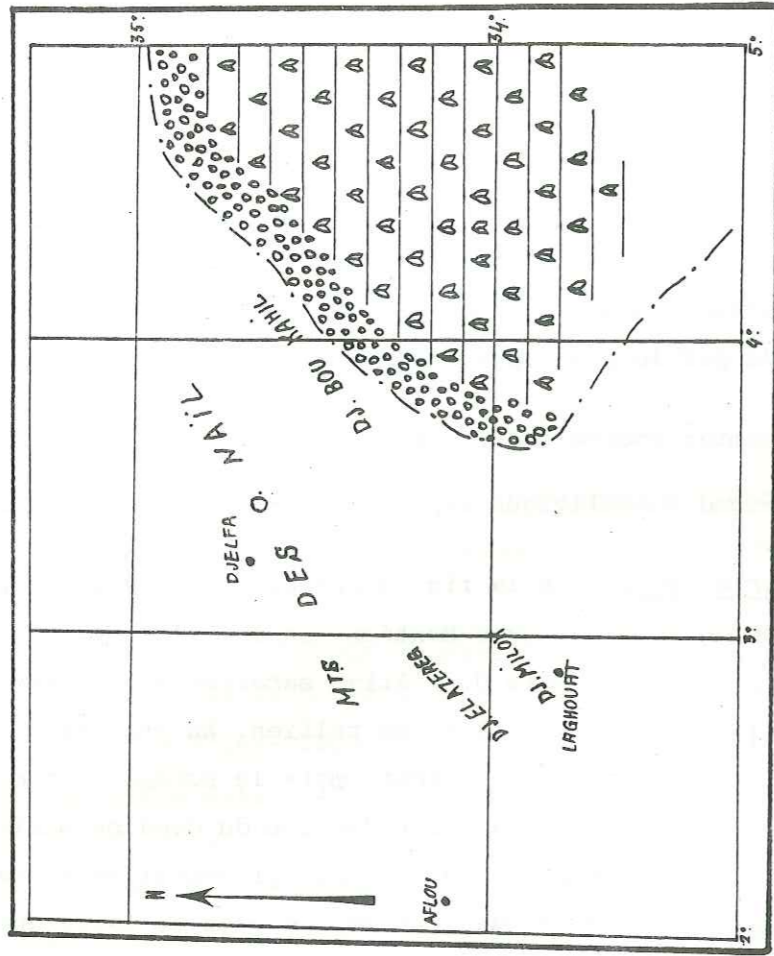 35°
34°
5°
4°
3°
2°
N
MTS DES O. NAÏL
DJELFA
DJ. BOU KAHIL
DJ. EL AZEREG
DJ. MILOK
LAGHOUAT
AFLOU